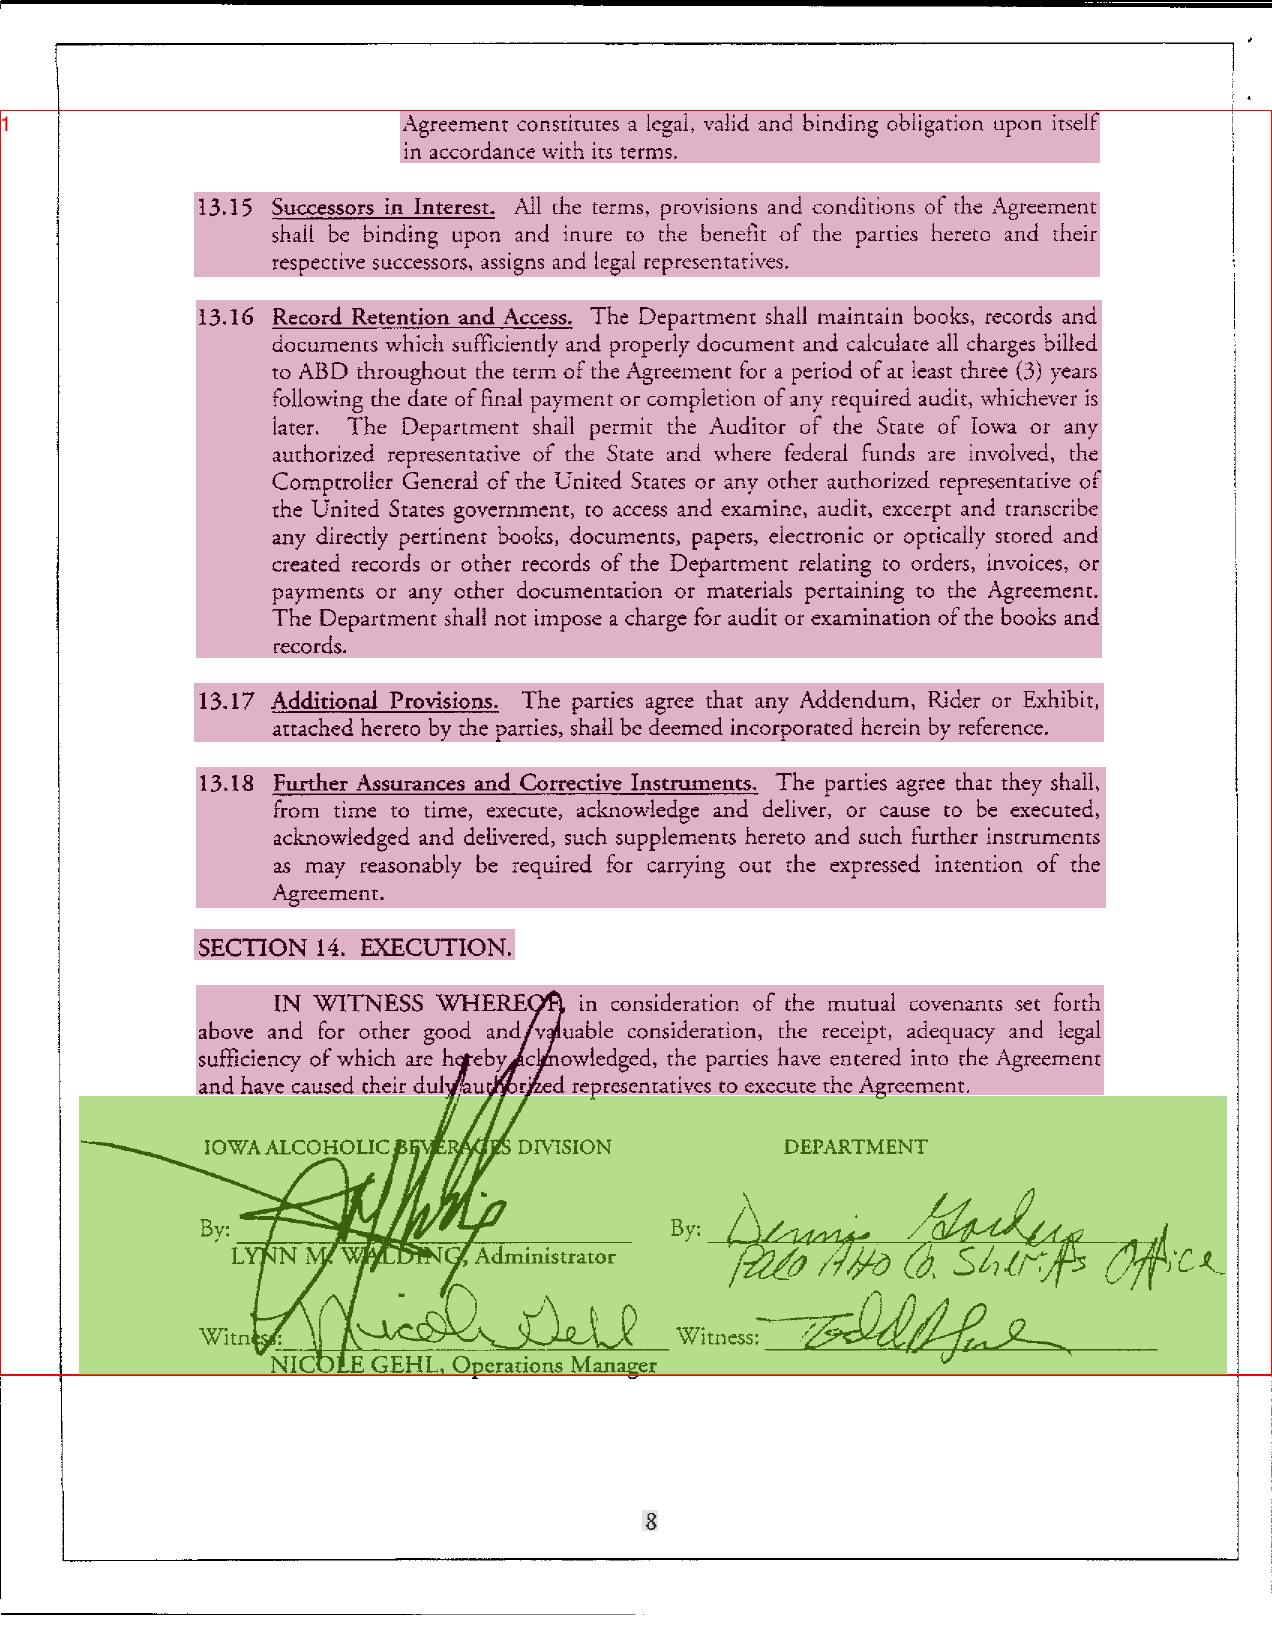 1
Agreement constitutes a legal, valid and binding obligation upon itself
in accordance with its terms.
13.15 Successors in Interest. All the terms, provisions and conditions of the Agreement
shall be binding upon and inure to the benefit of the parties hereto and their
respective successors, assigns and legal representatives.
13.16 Record Retention and Access. The Department shall maintain books, records and
documents which sufficiently and properly document and calculate all charges billed
to ABD throughout the term of the Agreement for a period of at least three (3) years
following the date of final payment or completion of any required audit, whichever is
later. The Department shall permit the Auditor of the State of Iowa or any
authorized representative of the State and where federal funds are involved, the
Comptroller General of the United States or any other authorized representative of
the United States government, to access and examine, audit, excerpt and transcribe
any directly pertinent books, documents, papers, electronic or optically stored and
created records or other records of the Department relating to orders, invoices, or
payments or any other documentation or materials pertaining to the Agreement.
The Department shall not impose a charge for audit or examination of the books and
records.
13.17 Additional Provisions. The parties agree that any Addendum, Rider or Exhibit,
attached hereto by the parties, shall be deemed incorporated herein by reference.
13.18 Further Assurances and Corrective Instruments. The parties agree that they shall,
from time to time, execute, acknowledge and deliver, or cause to be executed,
acknowledged and delivered, such supplements hereto and such further instruments
as may reasonably be required for carrying out the expressed intention of the
Agreement.
SECTION 14. EXECUTION.
IN WITNESS WHEREOF, in consideration of the mutual covenants set forth
above and for other good and valuable consideration, the receipt, adequacy and legal
sufficiency of which are hereby acknowledged, the parties have entered into the Agreement
and have caused their duly authorized representatives to execute the Agreement.
IOWA ALCOHOLIC BEVERAGES DIVISION DEPARTMENT
By: By: Dennis
LYNN M. WALDING, Administrator Palo Alto Co. Sheriffs Office
Witness: Nicole Gehl Witness: Todd
NICOLE GEHL, Operations Manager
8